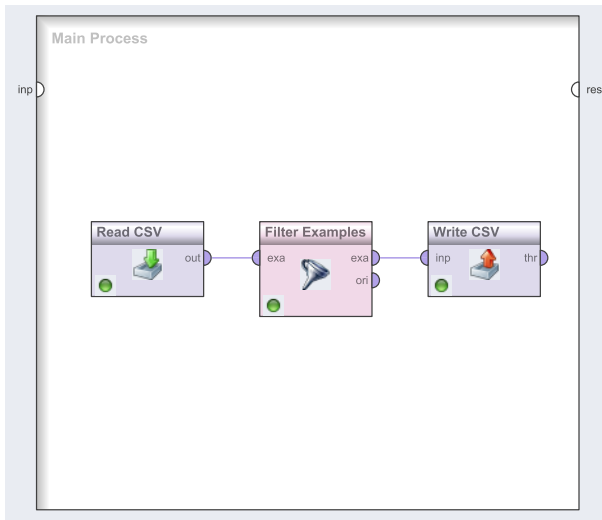 Main Process
inp res
Read CSV Filter Examples Write CSV
out exa exa inp thr
ori